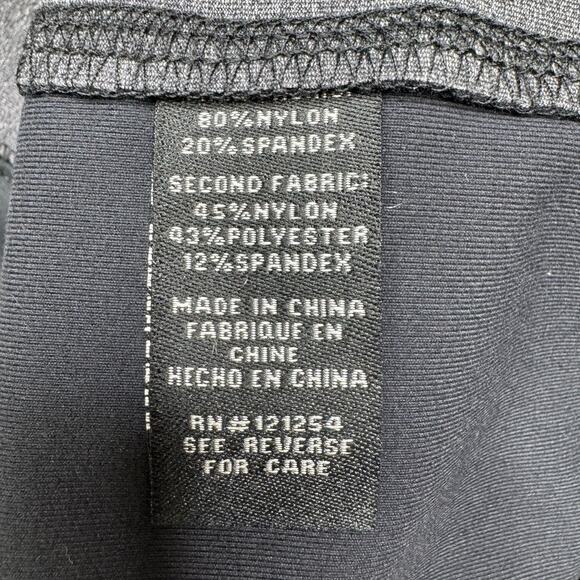 80%NYLON
20%SPANDEX
SECOND FABRIC:
45%NYLON
43%POLYESTER
12%SPANDEX
MADE IN CHINA
FABRIQUE EN
CHINE
HECHO EN CHINA
RN#121254
SEE REVERSE
FOR CARE